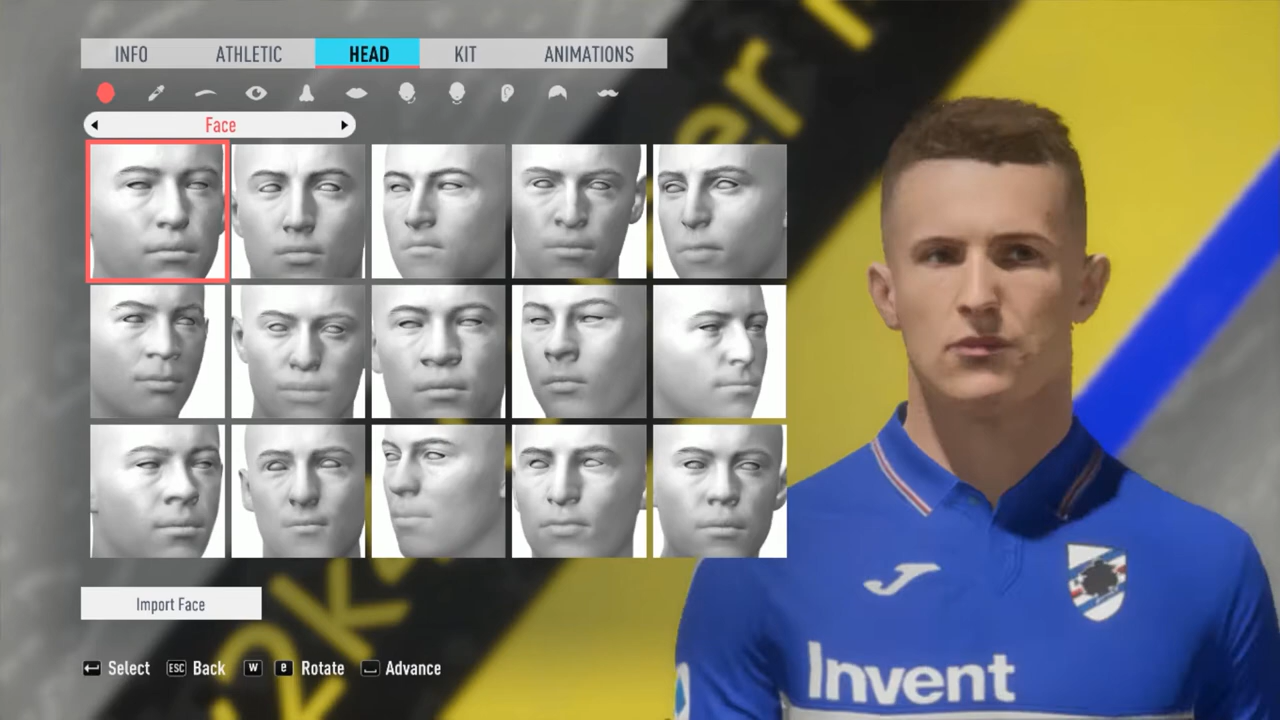 INFO ATHLETIC HEAD KIT ANIMATIONS
Face
Import Face
Select ESC Back W e Rotate Advance
Invent